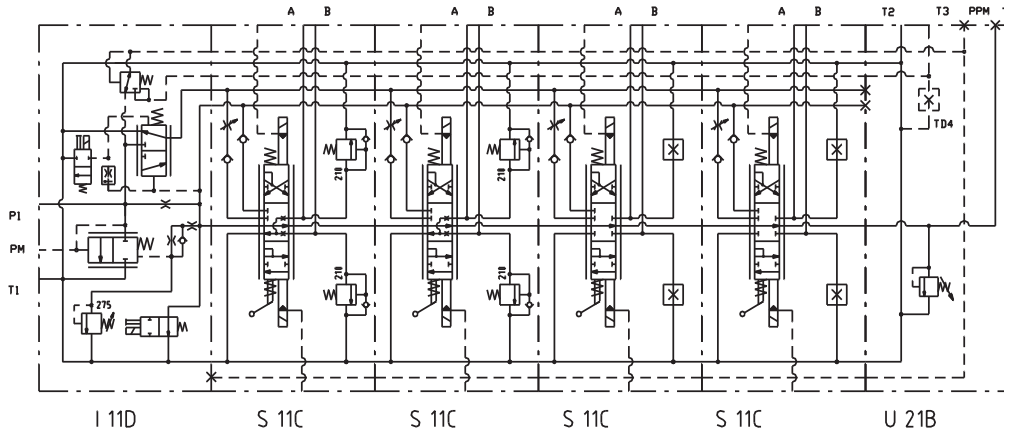 A B A B A B A B T2 T3 PPM
TD4
P1
210 210
PM
T1
275
210 210
I 11D S 11C S 11C S 11C S 11C U 21B